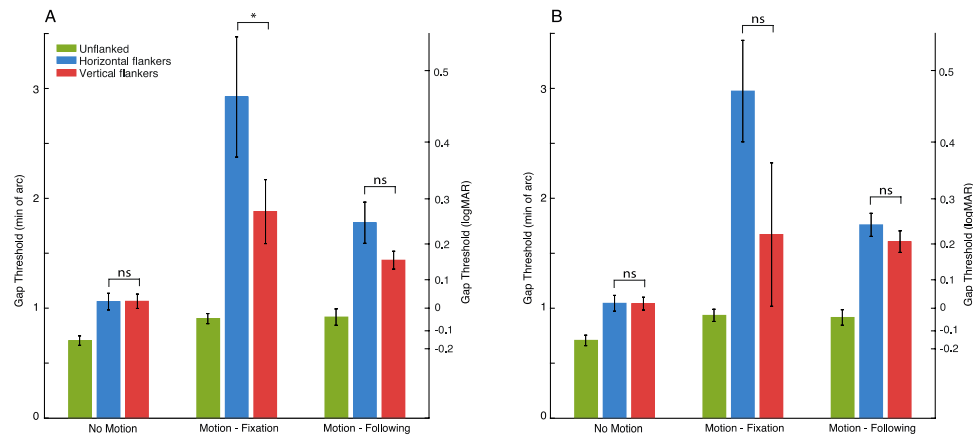 A
*
ns
ns
Unflanked
Horizontal flankers
Vertical flankers
3
2
1
0
Gap Threshold (min of arc)
0.5
0.4
0.3
0.2
0.1
0
-0.1
-0.2
Gap Threshold (logMAR)
No Motion
Motion - Fixation
Motion - Following
B
ns
ns
ns
3
2
1
0
Gap Threshold (min of arc)
0.5
0.4
0.3
0.2
0.1
0
-0.1
-0.2
Gap Threshold (logMAR)
No Motion
Motion - Fixation
Motion - Following